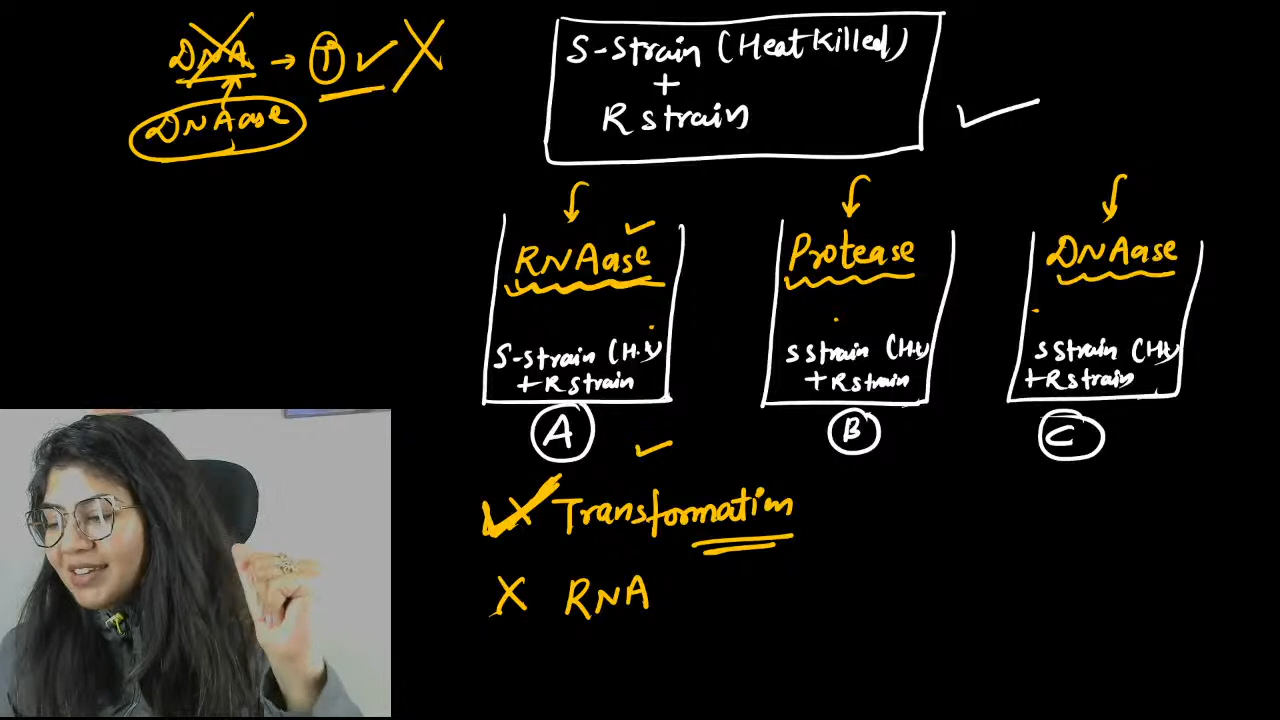 DNA → T
DNAase
S-Strain (Heat Killed)
+
R strain
RNAase
S-Strain (H.k)
+ R strain
A
Protease
S Strain (H.k)
+ R strain
B
DNAase
S Strain (H.k)
+ R strain
C
Transformation
X RNA